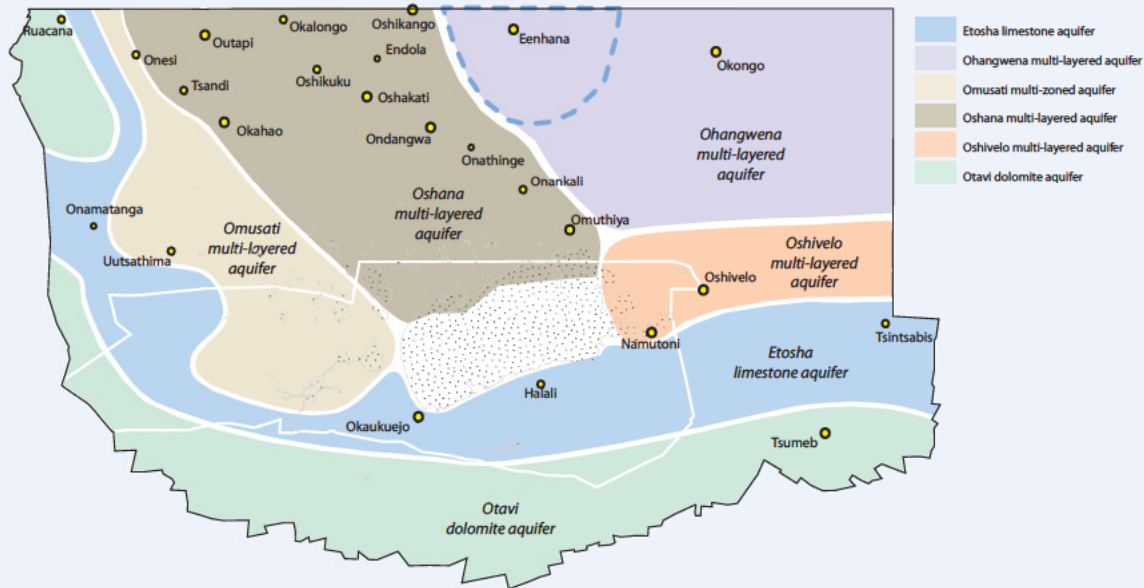 Ruacana
Okalongo
Oshikango
Outapi
Eenhana
Onesi
Endola
Okongo
Oshikuku
Tsandi
Oshakati
Okahao
Ondangwa
Onathinge
Ohangwena
multi-layered
aquifer
Onankali
Oshana
multi-layered
aquifer
Onamatanga
Omuthiya
Omusati
multi-layered
aquifer
Uutsathima
Oshivelo
multi-layered
aquifer
Oshivelo
Namutoni
Tsintsabis
Etosha
limestone aquifer
Halali
Okaukuejo
Tsumeb
Otavi
dolomite aquifer
Etosha limestone aquifer
Ohangwena multi-layered aquifer
Omusati multi-zoned aquifer
Oshana multi-layered aquifer
Oshivelo multi-layered aquifer
Otavi dolomite aquifer